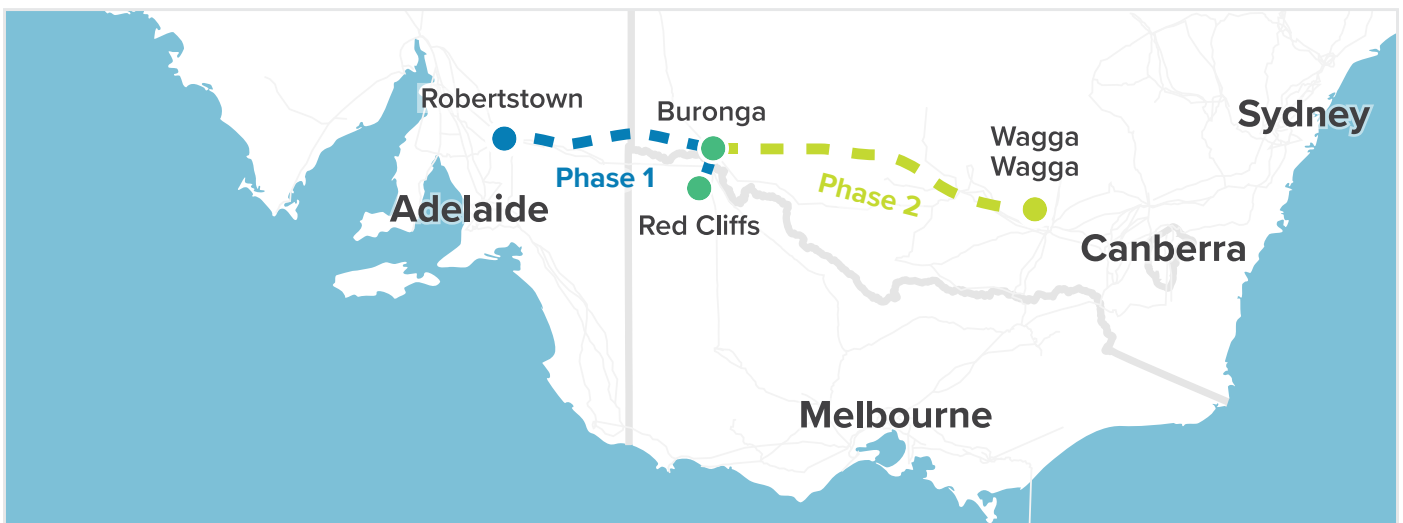 Robertstown
Buronga
Sydney
Wagga
Wagga
Phase 1
Phase 2
Adelaide
Red Cliffs
Canberra
Melbourne